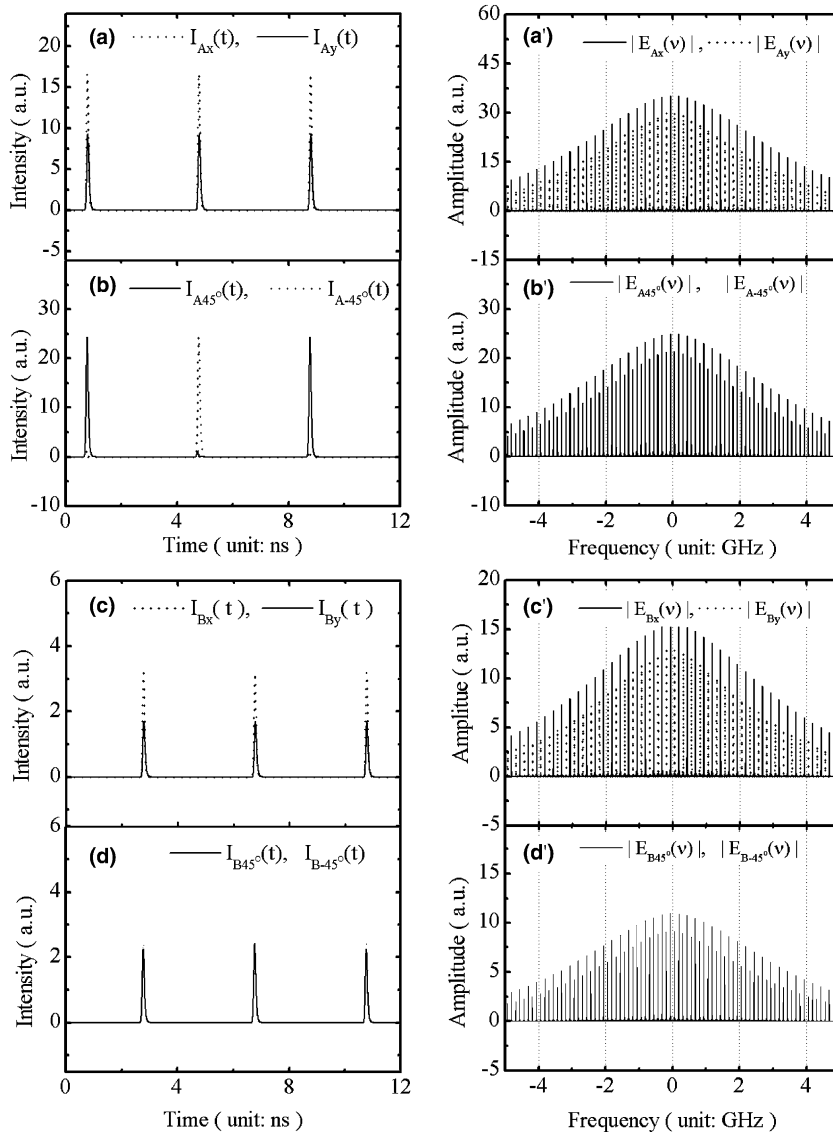 (a) I_Ax(t), I_Ay(t)
20
15
10
5
0
-5
Intensity ( a.u.)
(b) I_A45°(t), I_A-45°(t)
30
20
10
0
-10
Intensity ( a.u.)
0 4 8 12
Time ( unit: ns )
(a') | E_Ax(ν) | , | E_Ay(ν) |
60
45
30
15
0
-15
Amplitude ( a.u.)
(b') | E_A45°(ν) |, | E_A-45°(ν) |
30
20
10
0
-10
Amplitude ( a.u.)
-4 -2 0 2 4
Frequency ( unit: GHz )
(c) I_Bx( t ), I_By( t )
6
4
2
0
Intensity ( a.u.)
(d) I_B45°(t), I_B-45°(t)
6
4
2
0
Intensity ( a.u.)
0 4 8 12
Time ( unit: ns )
(c') | E_Bx(ν) | , | E_By(ν) |
20
15
10
5
0
-5
Amplitue ( a.u.)
(d') | E_B45°(ν) |, | E_B-45°(ν) |
15
10
5
0
-5
Amplitude ( a.u.)
-4 -2 0 2 4
Frequency ( unit: GHz )